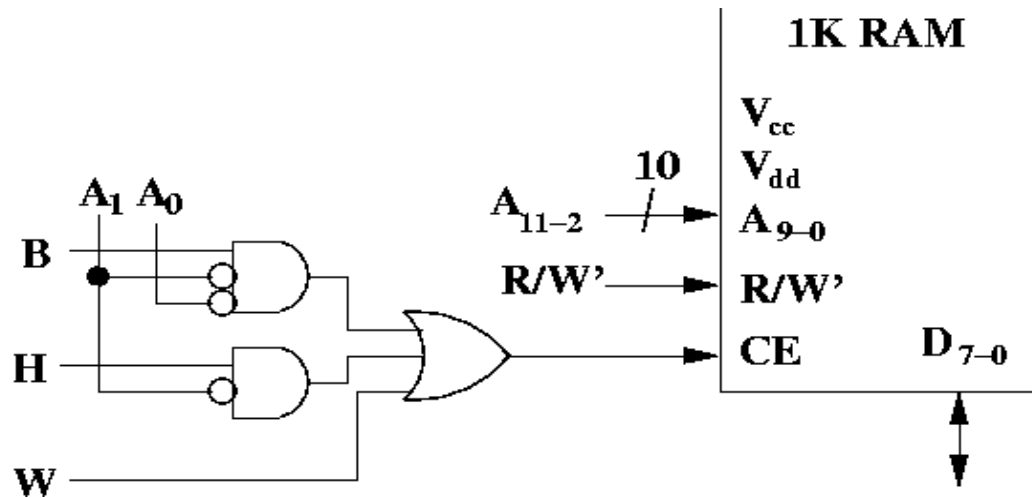 1K RAM
Vcc
Vdd
10
A1 A0
A11–2
A9–0
B
R/W’
R/W’
H
CE
D7–0
W